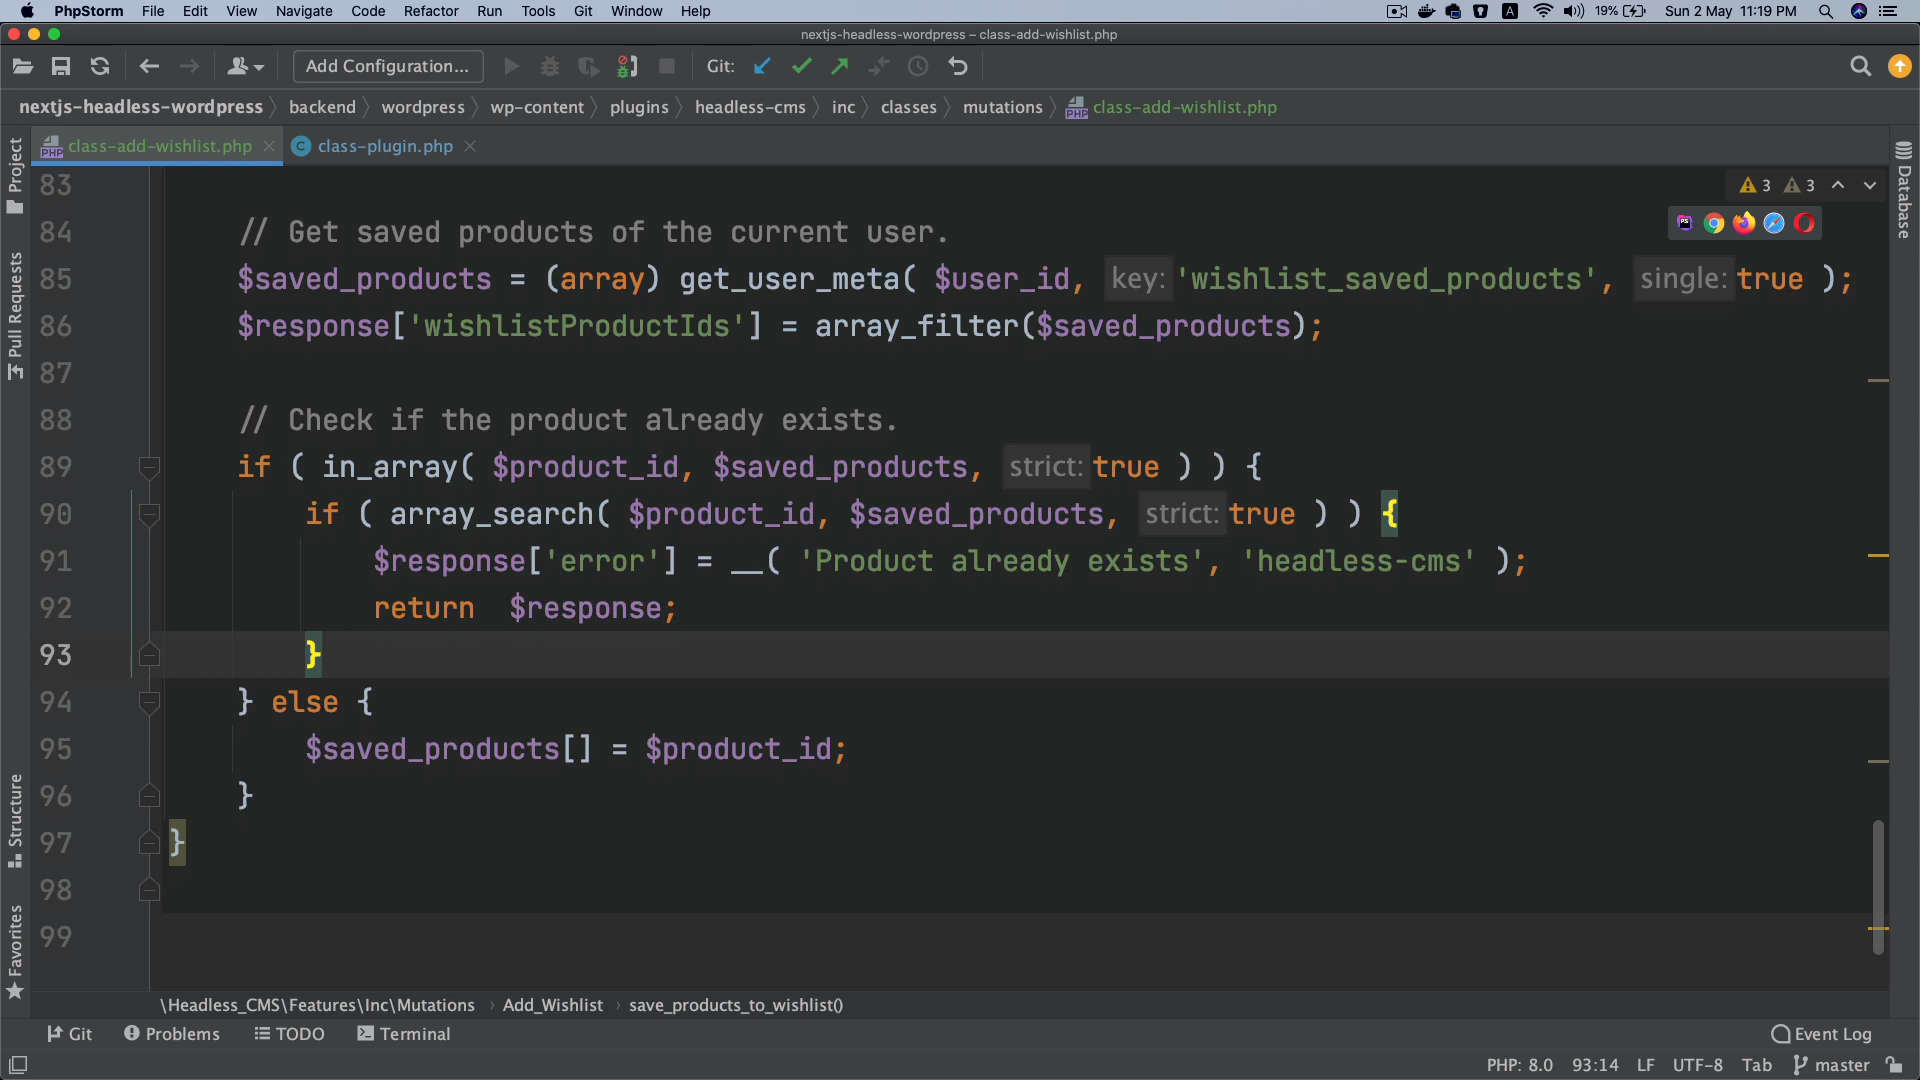 PhpStorm File Edit View Navigate Code Refactor Run Tools Git Window Help A 19% Sun 2 May 11:19 PM
nextjs-headless-wordpress – class-add-wishlist.php
Add Configuration... Git:
nextjs-headless-wordpress backend wordpress wp-content plugins headless-cms inc classes mutations PHP class-add-wishlist.php
PHP class-add-wishlist.php C class-plugin.php
Project
Pull Requests
Structure
Favorites
Database
3 3
PS
83
84 // Get saved products of the current user.
85 $saved_products = (array) get_user_meta( $user_id, key: 'wishlist_saved_products', single: true );
86 $response['wishlistProductIds'] = array_filter($saved_products);
87
88 // Check if the product already exists.
89 if ( in_array( $product_id, $saved_products, strict: true ) ) {
90 if ( array_search( $product_id, $saved_products, strict: true ) ) {
91 $response['error'] = __( 'Product already exists', 'headless-cms' );
92 return  $response;
93 }
94 } else {
95 $saved_products[] = $product_id;
96 }
97 }
98
99
\Headless_CMS\Features\Inc\Mutations › Add_Wishlist › save_products_to_wishlist()
Git Problems TODO Terminal Event Log
PHP: 8.0 93:14 LF UTF-8 Tab master